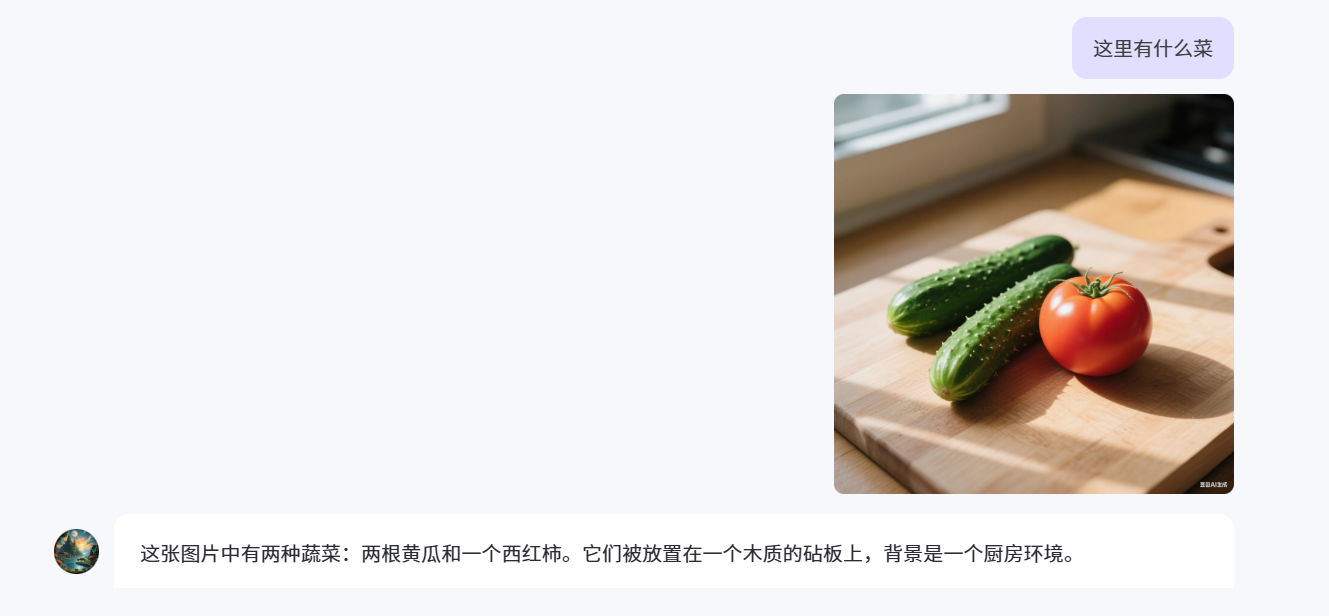 这里有什么菜
豆包AI生成
这张图片中有两种蔬菜：两根黄瓜和一个西红柿。它们被放置在一个木质的砧板上，背景是一个厨房环境。